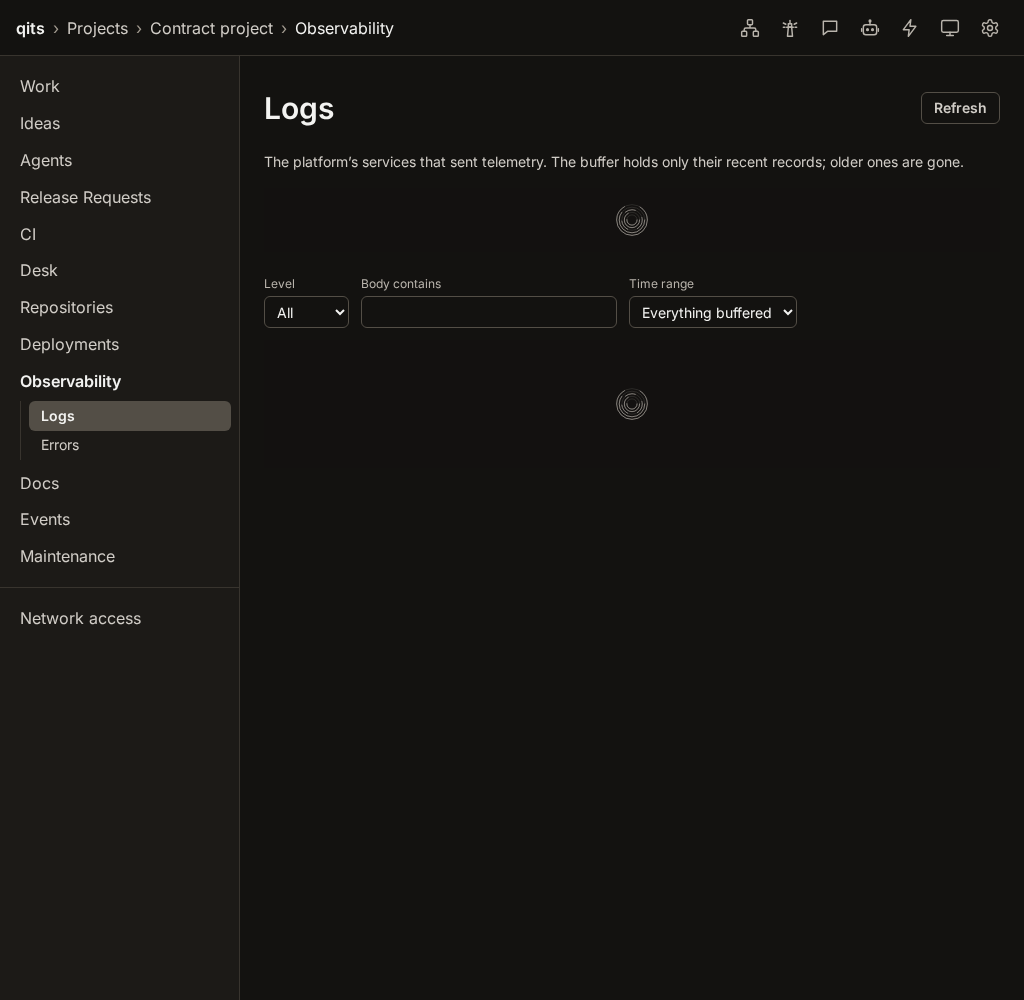 qits › Projects › Contract project › Observability
Work
Ideas
Agents
Release Requests
CI
Desk
Repositories
Deployments
Observability
Logs
Errors
Docs
Events
Maintenance
Network access
Logs
Refresh
The platform’s services that sent telemetry. The buffer holds only their recent records; older ones are gone.
Level
Body contains
Time range
All
Everything buffered